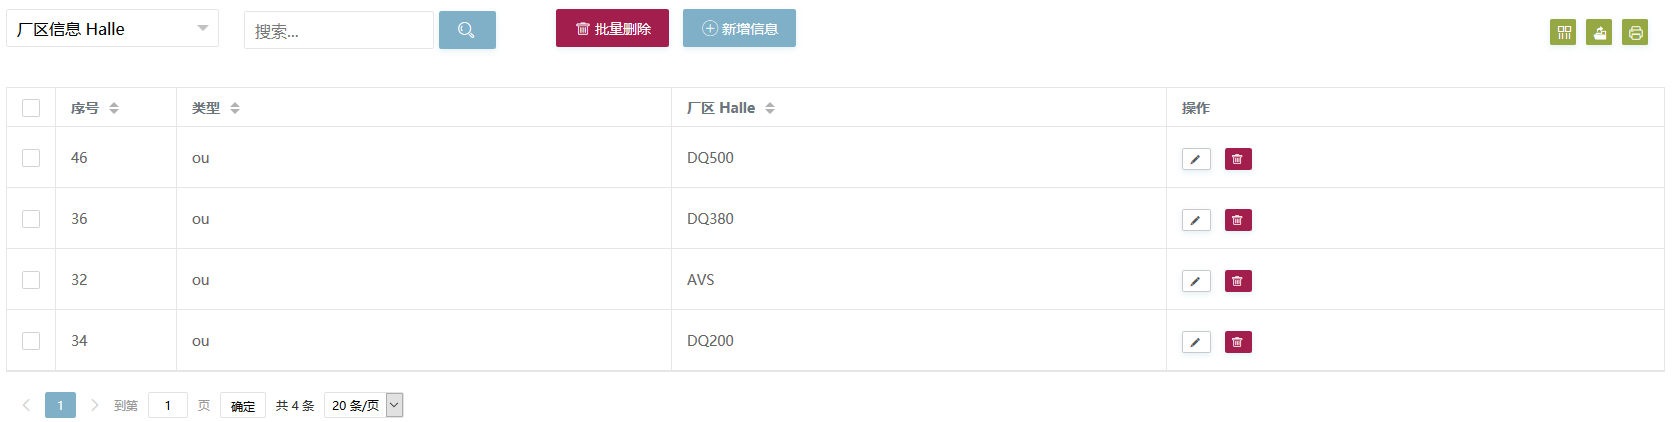 厂区信息 Halle 搜索... 批量删除 新增信息
序号 类型 厂区 Halle 操作
46 ou DQ500
36 ou DQ380
32 ou AVS
34 ou DQ200
1 到第 1 页 确定 共 4 条 20 条/页